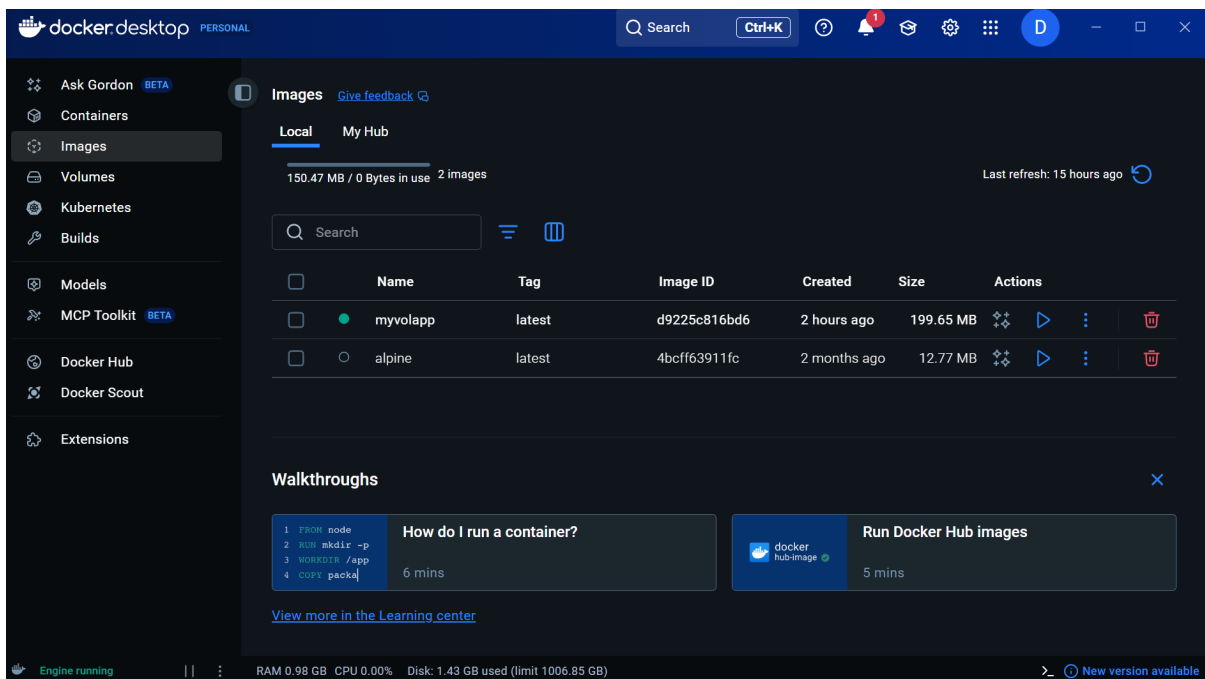 docker.desktop PERSONAL
Search Ctrl+K
1
D
Ask Gordon BETA
Containers
Images
Volumes
Kubernetes
Builds
Models
MCP Toolkit BETA
Docker Hub
Docker Scout
Extensions
Images Give feedback
Local My Hub
150.47 MB / 0 Bytes in use 2 images
Last refresh: 15 hours ago
Search
Name Tag Image ID Created Size Actions
myvolapp latest d9225c816bd6 2 hours ago 199.65 MB
alpine latest 4bcff63911fc 2 months ago 12.77 MB
Walkthroughs
1 FROM node
2 RUN mkdir -p
3 WORKDIR /app
4 COPY packa
How do I run a container?
6 mins
docker
hub-image
Run Docker Hub images
5 mins
View more in the Learning center
Engine running
RAM 0.98 GB CPU 0.00% Disk: 1.43 GB used (limit 1006.85 GB)
>_ New version available